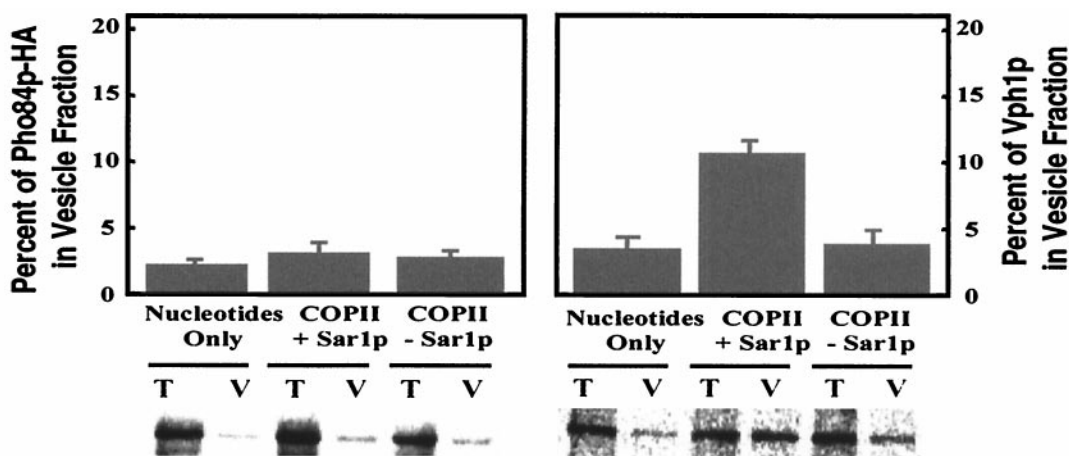 Percent of Pho84p-HA
in Vesicle Fraction
20
15
10
5
0
Nucleotides
Only
COPII
+ Sar1p
COPII
- Sar1p
T V T V T V
20
15
10
5
0
Percent of Vph1p
in Vesicle Fraction
Nucleotides
Only
COPII
+ Sar1p
COPII
- Sar1p
T V T V T V